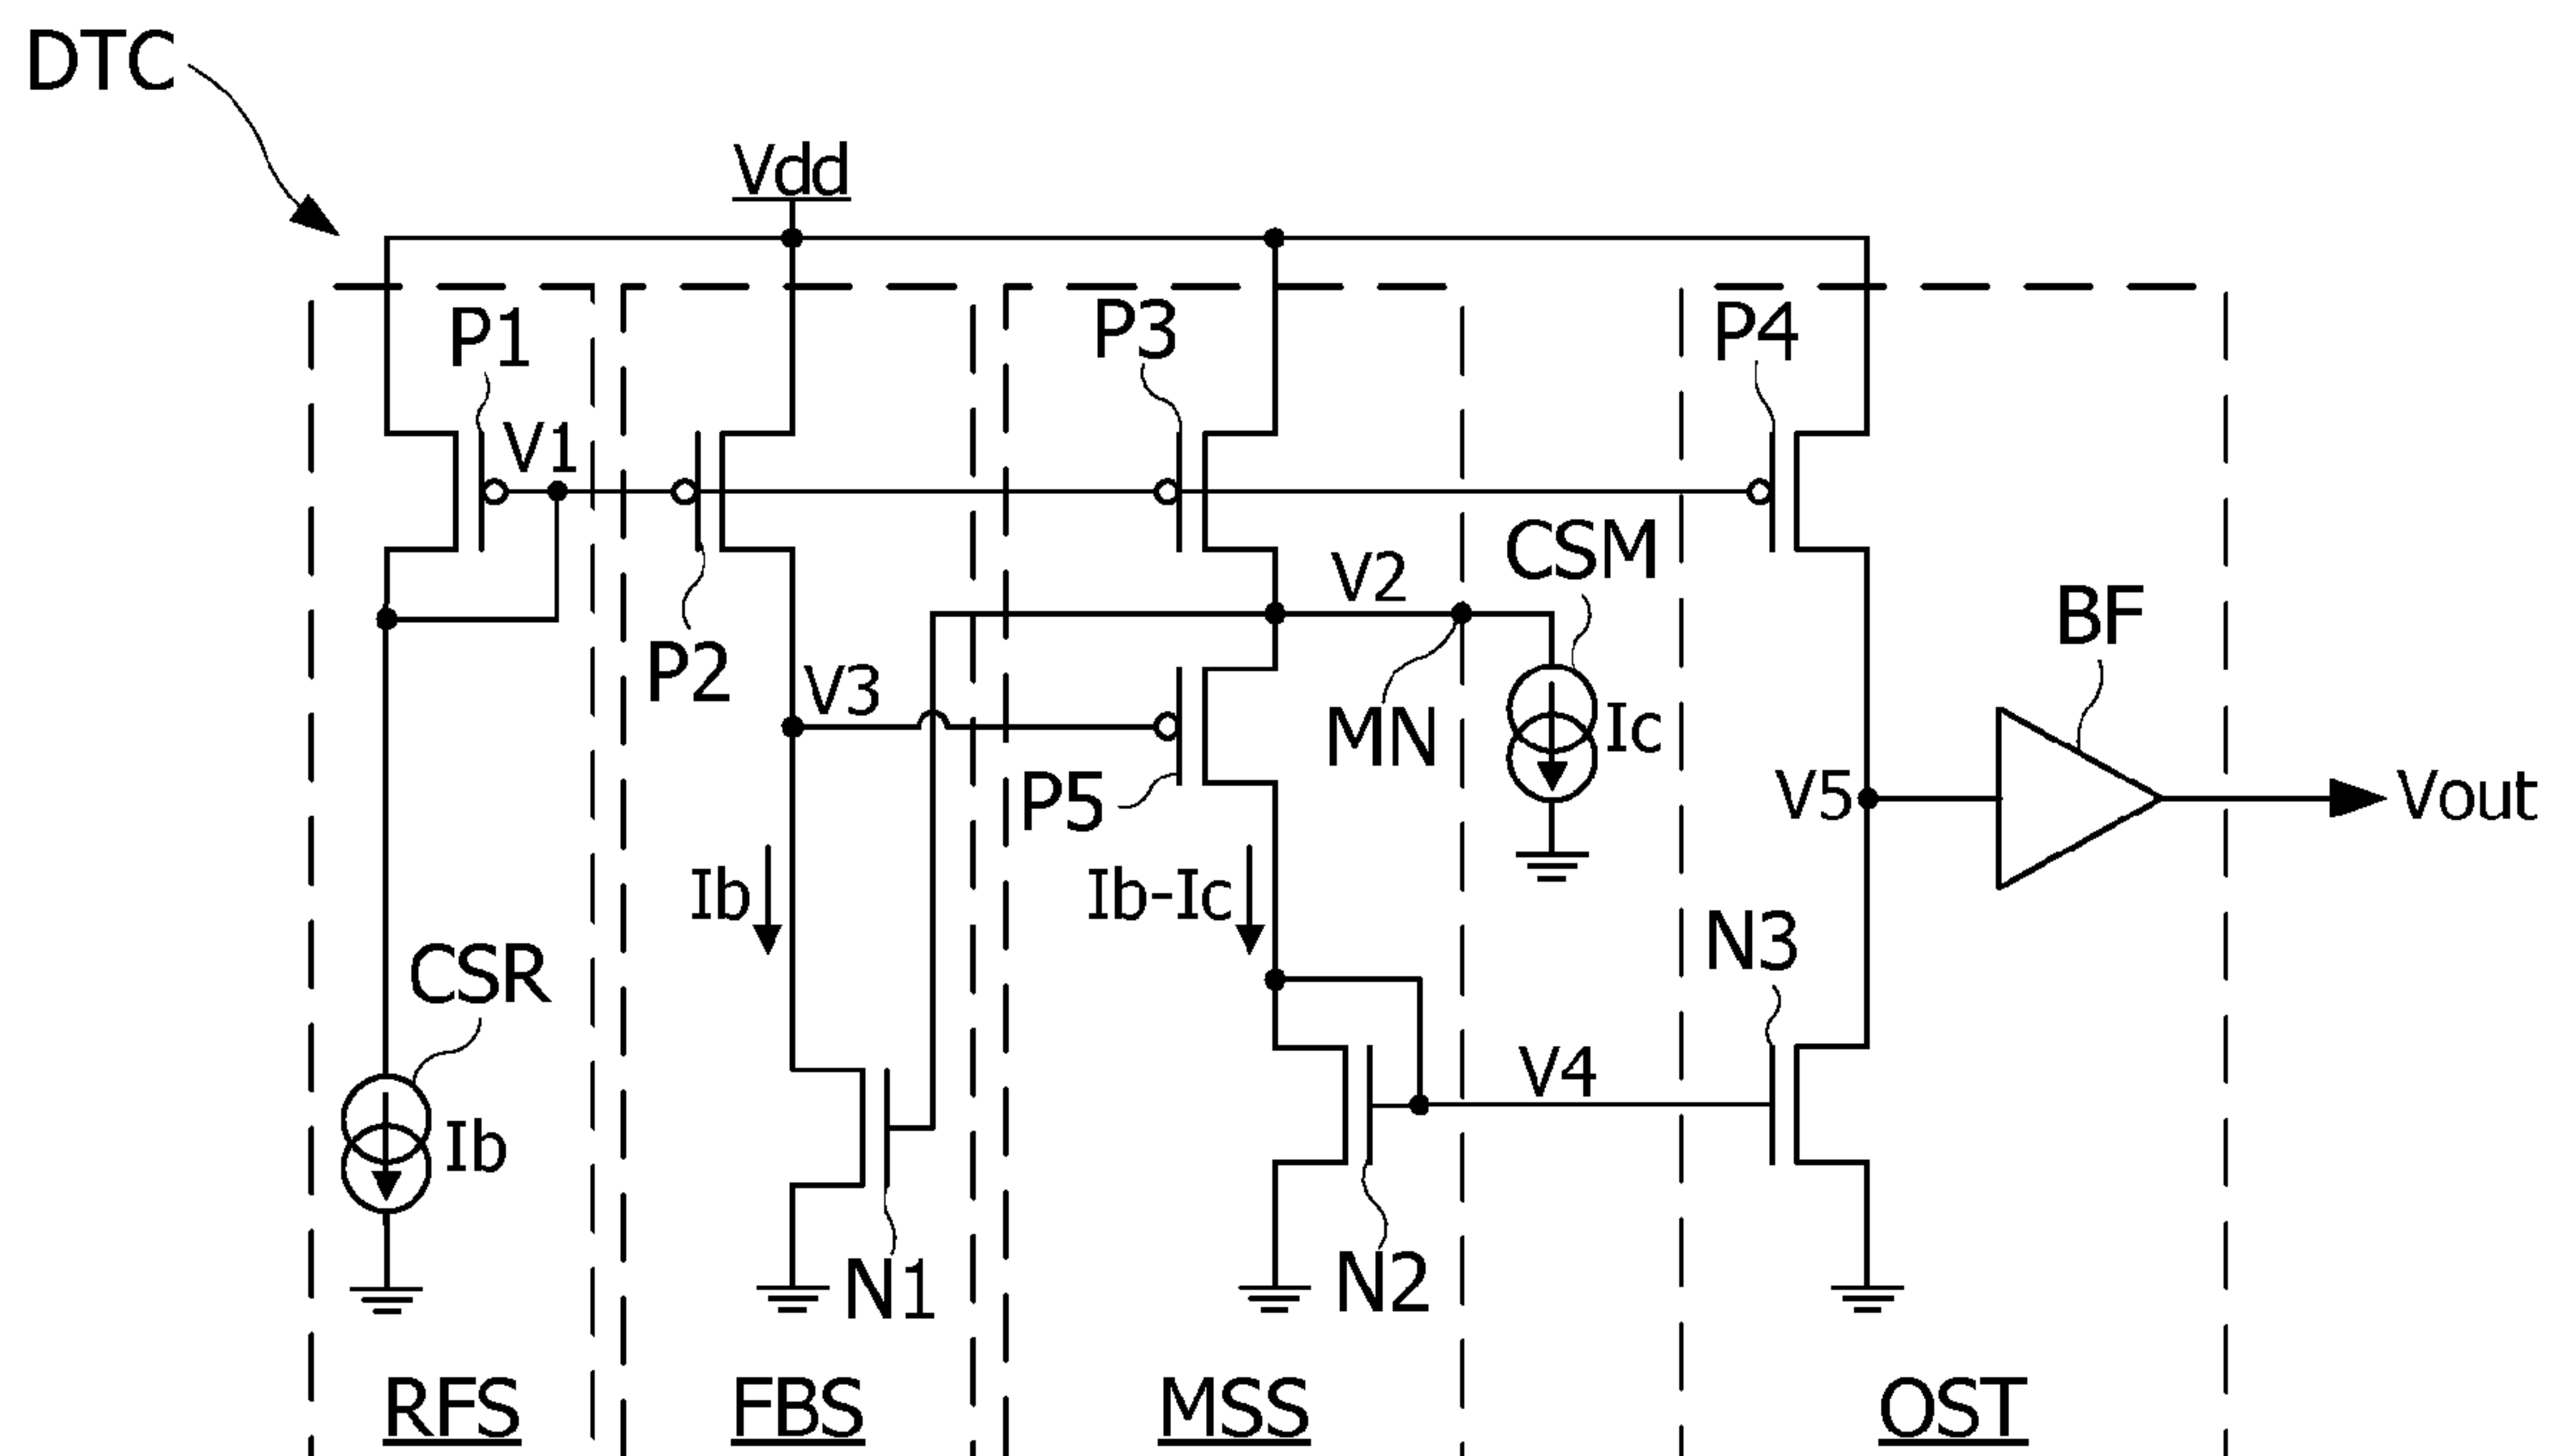 DTC
Vdd
P1
P3
P4
V1
CSM
V2
BF
P2
V3
MN
Ic
P5
V5
Vout
Ib
Ib-Ic
N3
CSR
V4
Ib
N1
N2
RFS
FBS
MSS
OST